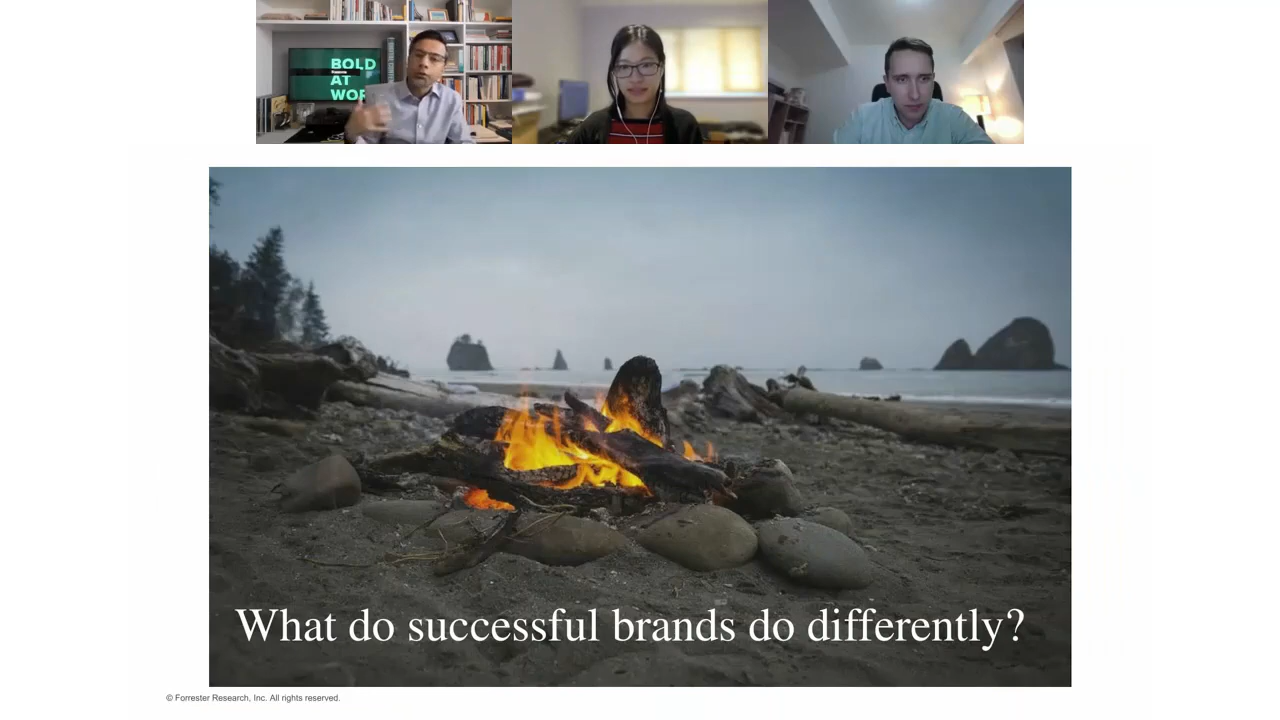 BOLD
AT
WOR
What do successful brands do differently?
© Forrester Research, Inc. All rights reserved.